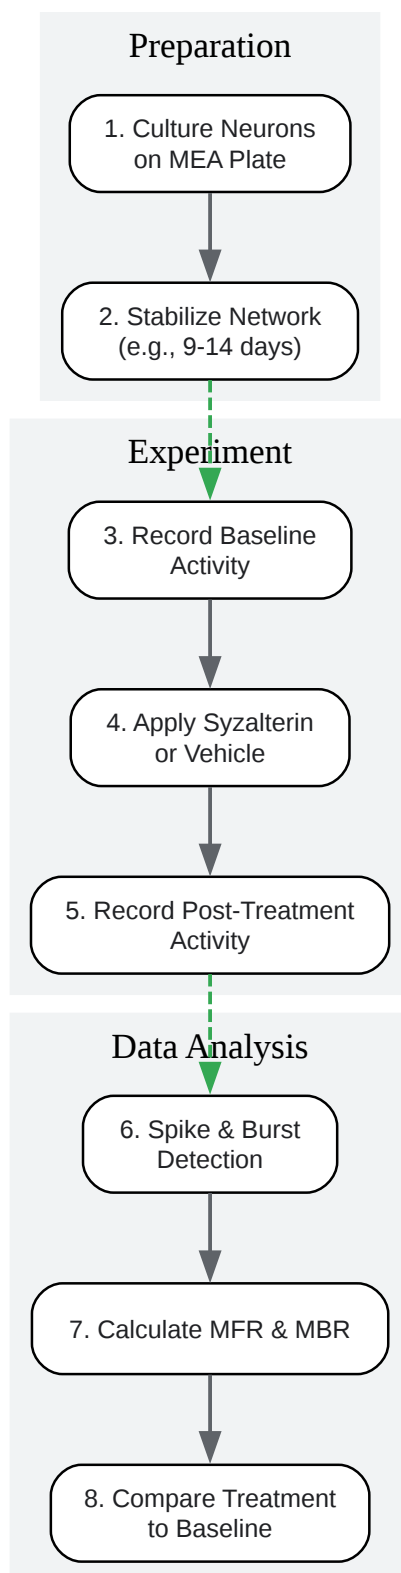 Preparation
1. Culture Neurons
on MEA Plate
2. Stabilize Network
(e.g., 9-14 days)
Experiment
3. Record Baseline
Activity
4. Apply Syzalterin
or Vehicle
5. Record Post-Treatment
Activity
Data Analysis
6. Spike & Burst
Detection
7. Calculate MFR & MBR
8. Compare Treatment
to Baseline